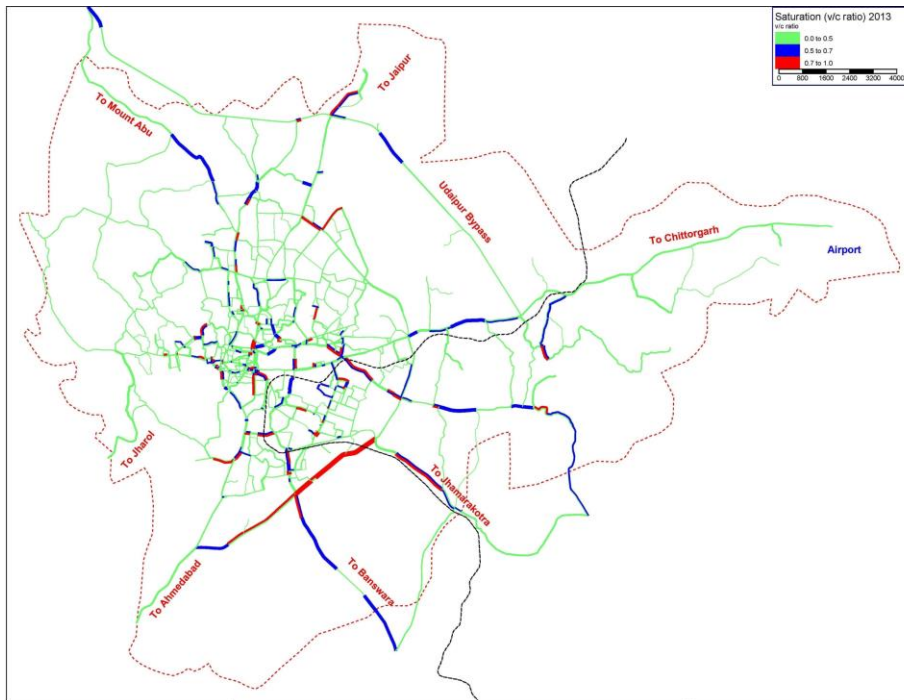 Saturation (v/c ratio) 2013
v/c ratio
0.0 to 0.5
0.5 to 0.7
0.7 to 1.0
0 800 1600 2400 3200 4000
To Jaipur
To Mount Abu
Udaipur Bypass
To Chittorgarh
Airport
To Jharol
To Jhamarakotra
To Banswara
To Ahmedabad